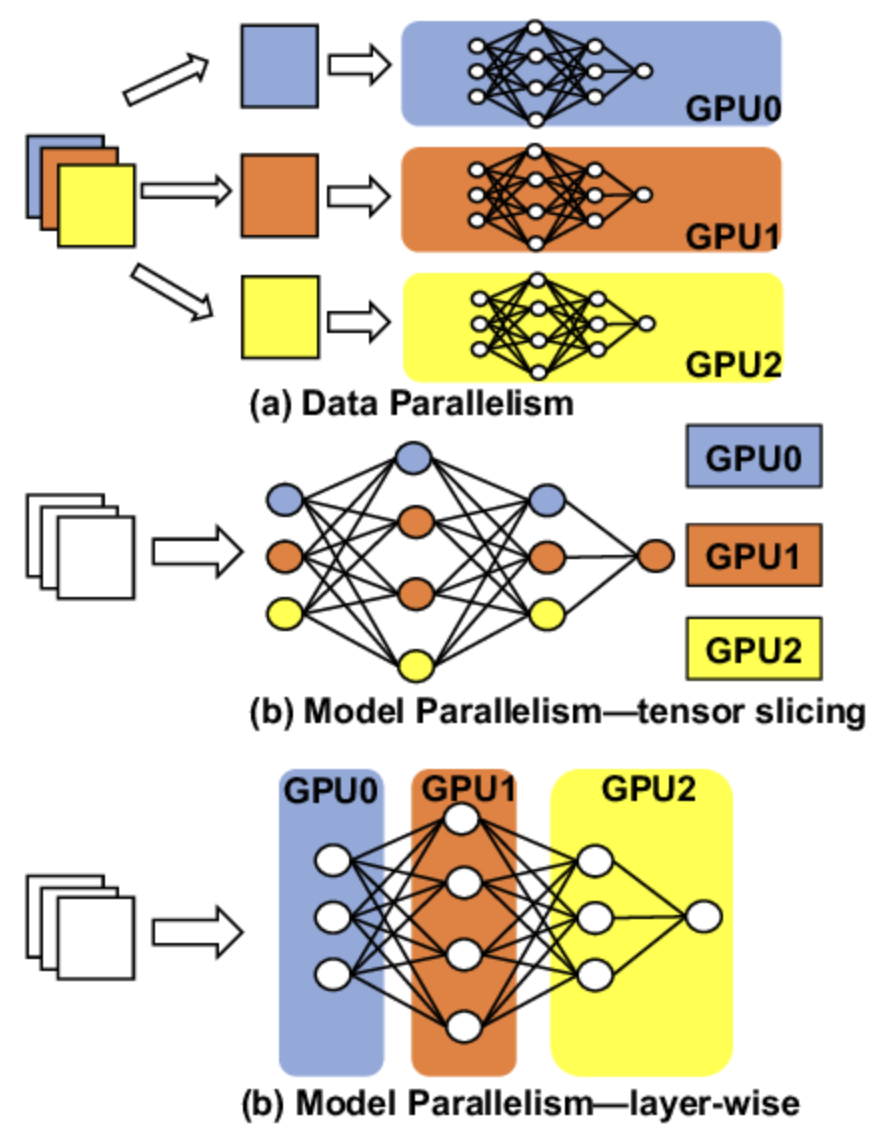 GPU0
GPU1
GPU2
(a) Data Parallelism
GPU0
GPU1
GPU2
(b) Model Parallelism—tensor slicing
GPU0
GPU1
GPU2
(b) Model Parallelism—layer-wise